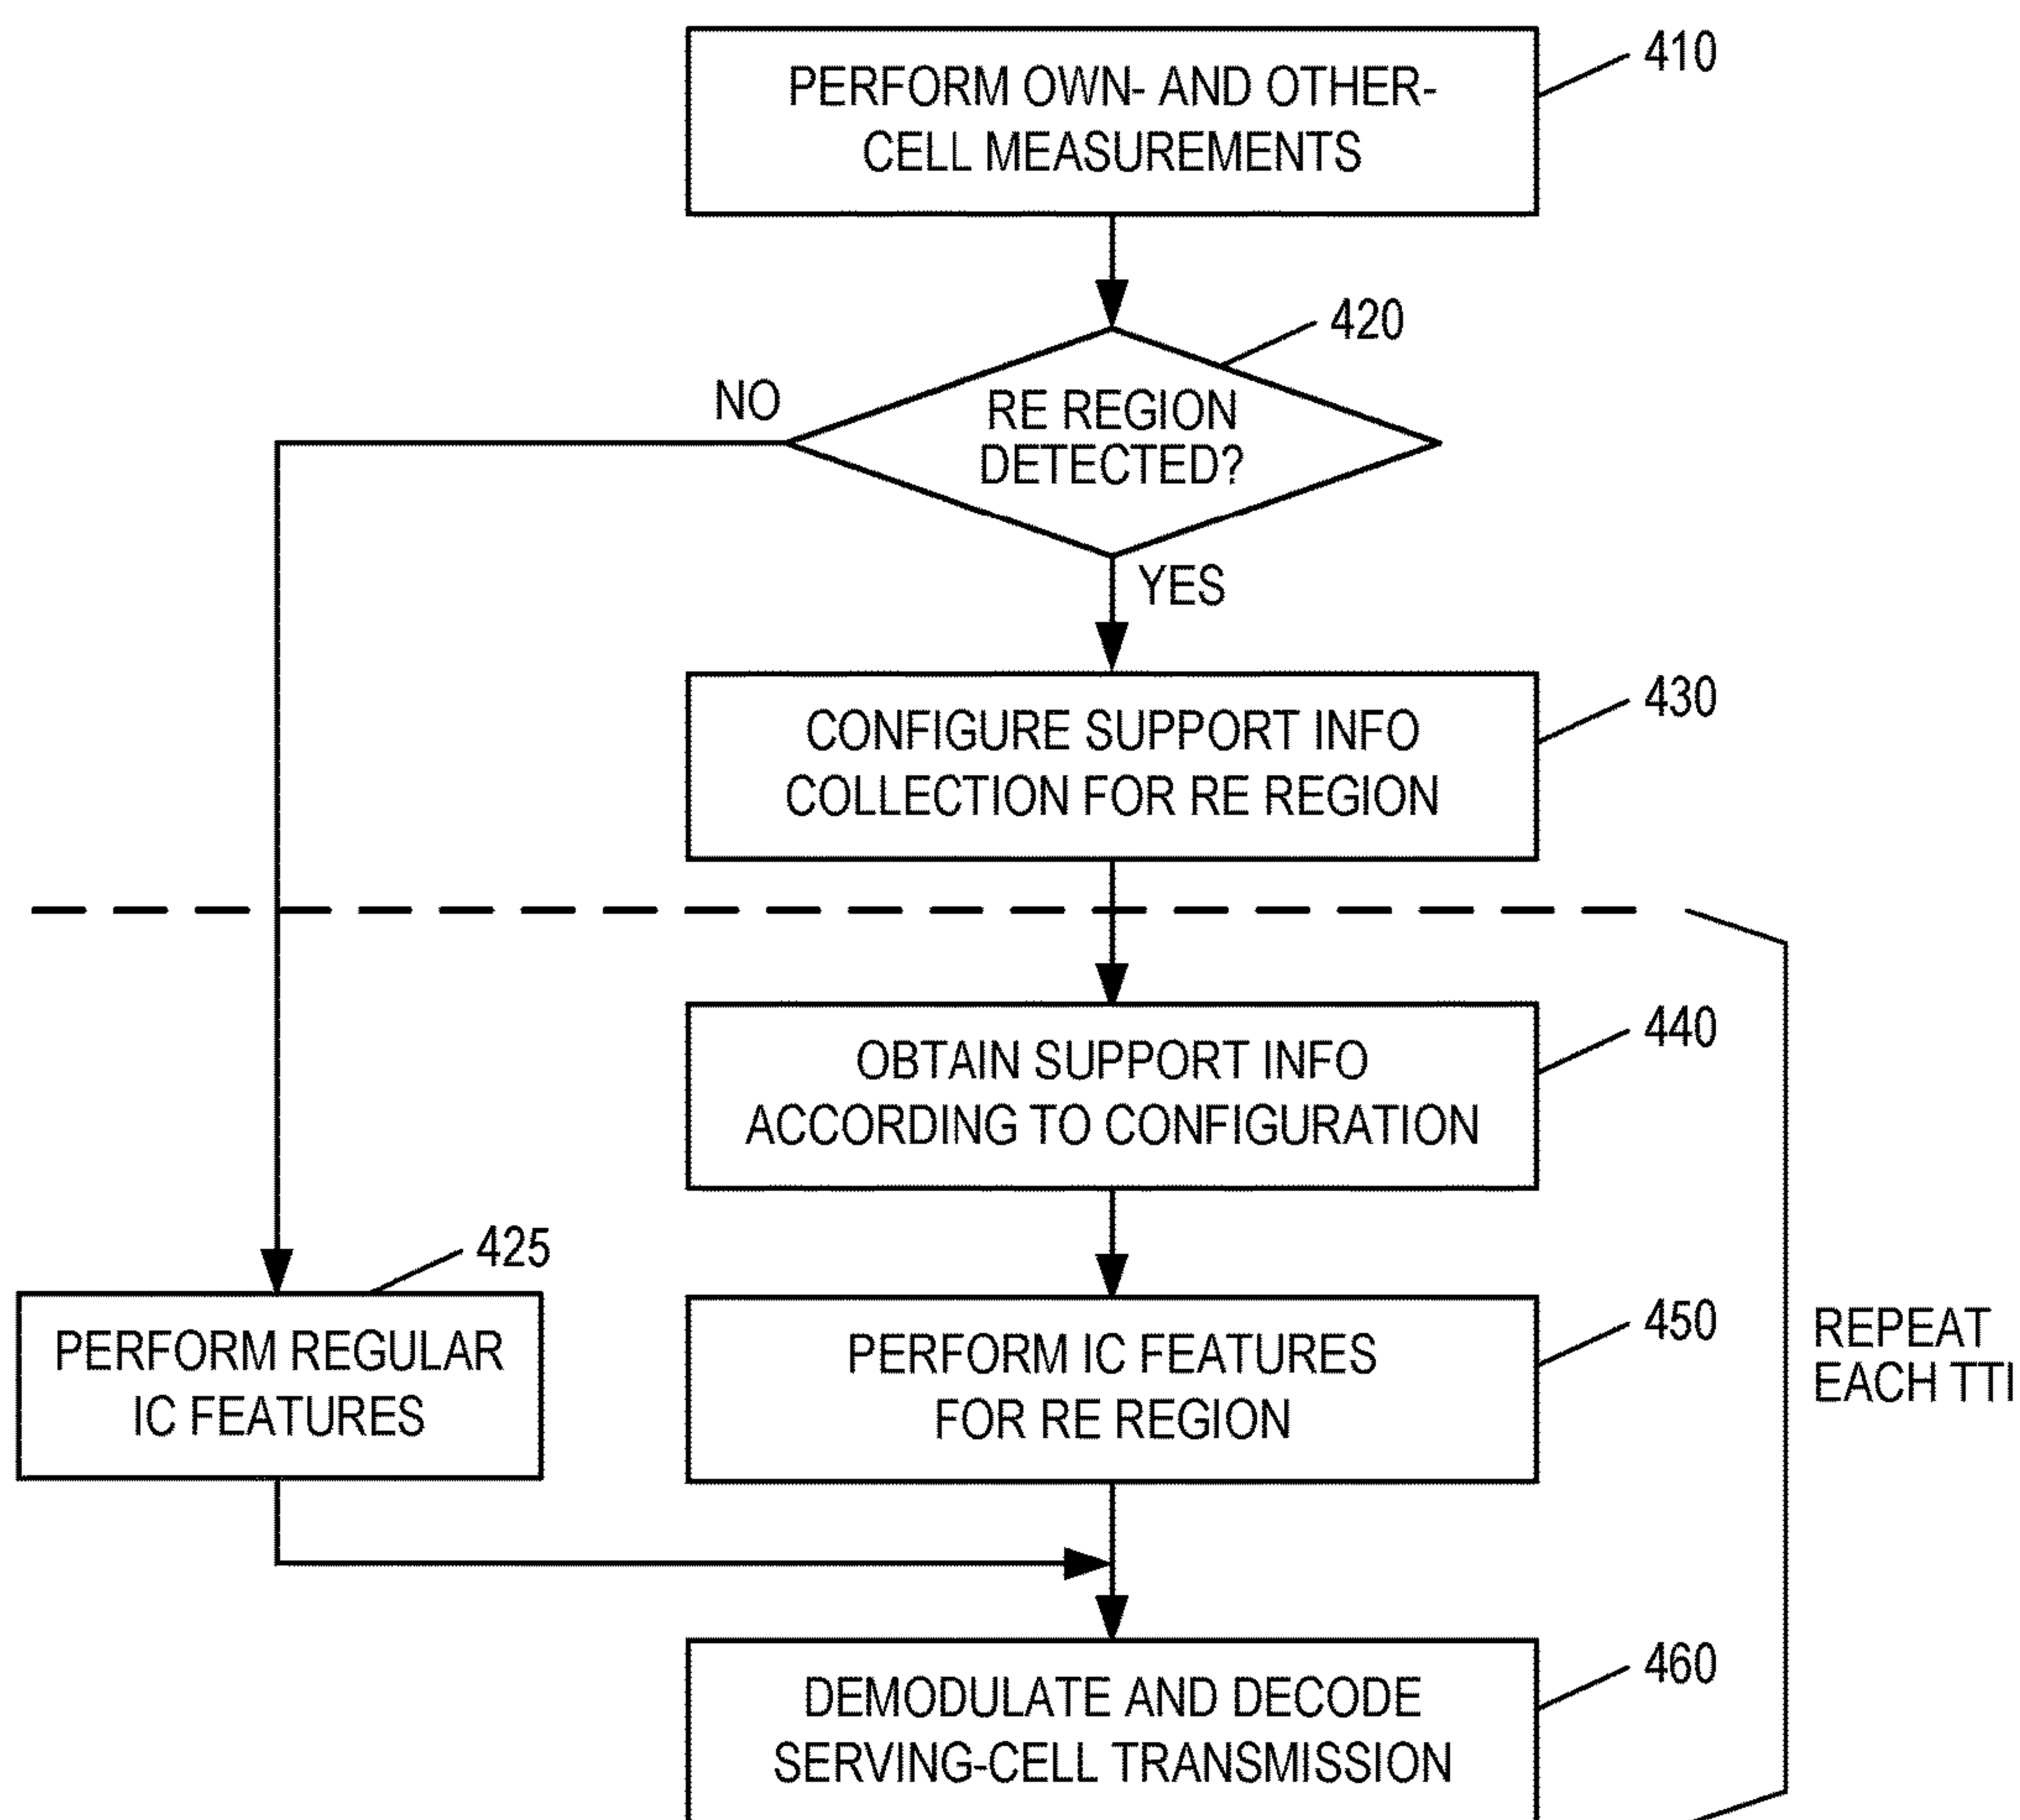 PERFORM OWN- AND OTHER-
CELL MEASUREMENTS
410
420
NO
RE REGION
DETECTED?
YES
430
CONFIGURE SUPPORT INFO
COLLECTION FOR RE REGION
440
OBTAIN SUPPORT INFO
ACCORDING TO CONFIGURATION
425
PERFORM REGULAR
IC FEATURES
450
PERFORM IC FEATURES
FOR RE REGION
REPEAT
EACH TTI
460
DEMODULATE AND DECODE
SERVING-CELL TRANSMISSION